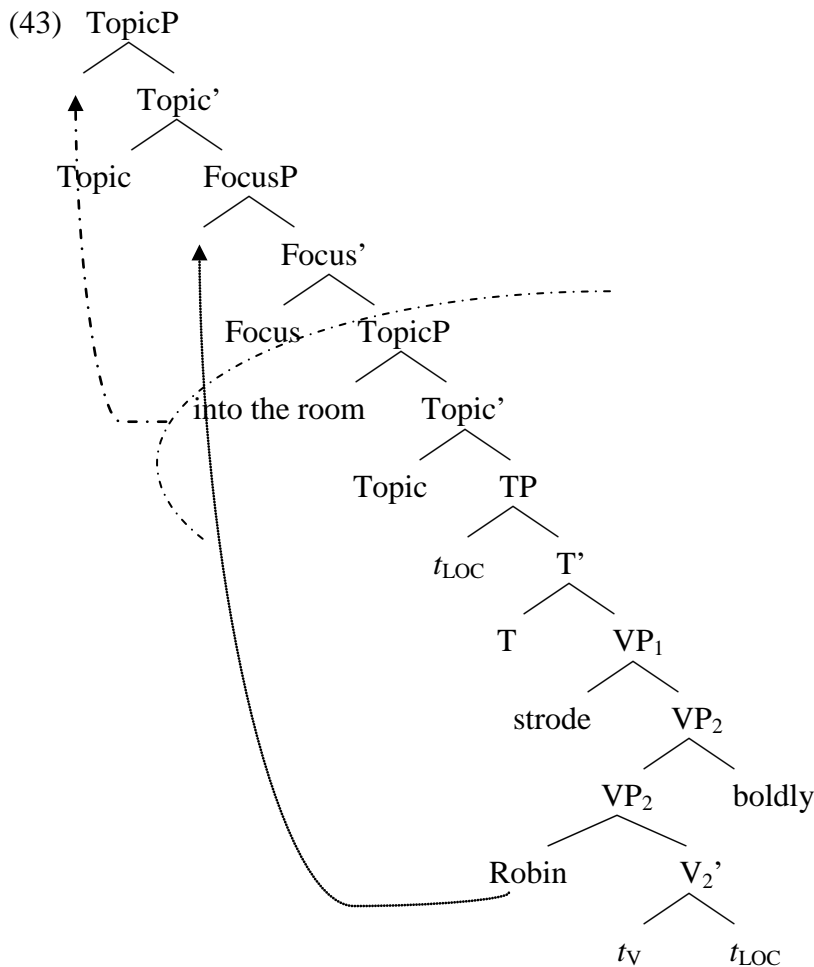 (43) TopicP
Topic’
Topic FocusP
Focus’
Focus TopicP
into the room Topic’
Topic TP
tLOC T’
T VP1
strode VP2
VP2 boldly
Robin V2’
tV tLOC